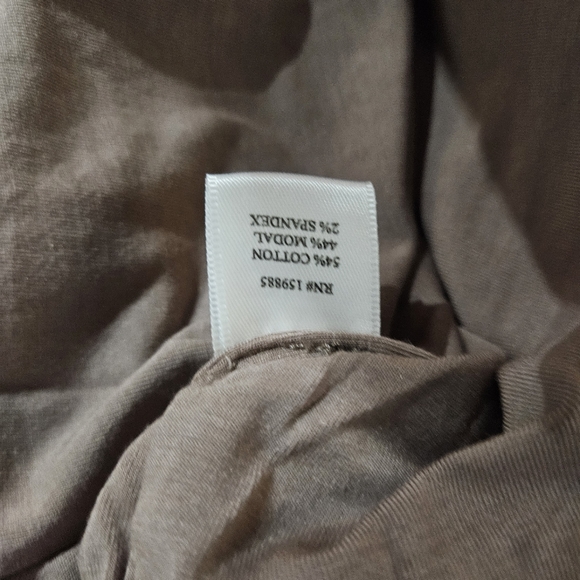 RN# 159885
54% COTTON
44% MODAL
2% SPANDEX